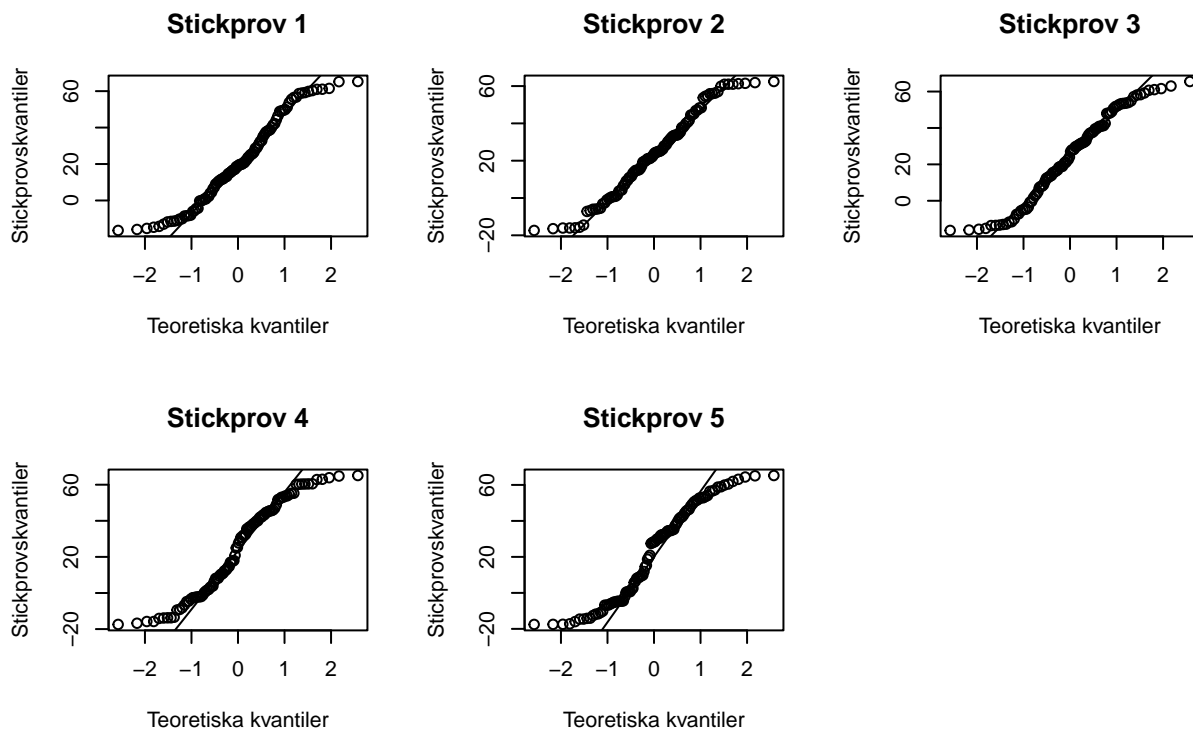 Stickprov 1
Stickprovskvantiler
60
20
0
−2 −1 0 1 2
Teoretiska kvantiler
Stickprov 2
Stickprovskvantiler
60
20
−20
−2 −1 0 1 2
Teoretiska kvantiler
Stickprov 3
Stickprovskvantiler
60
20
0
−2 −1 0 1 2
Teoretiska kvantiler
Stickprov 4
Stickprovskvantiler
60
20
−20
−2 −1 0 1 2
Teoretiska kvantiler
Stickprov 5
Stickprovskvantiler
60
20
−20
−2 −1 0 1 2
Teoretiska kvantiler